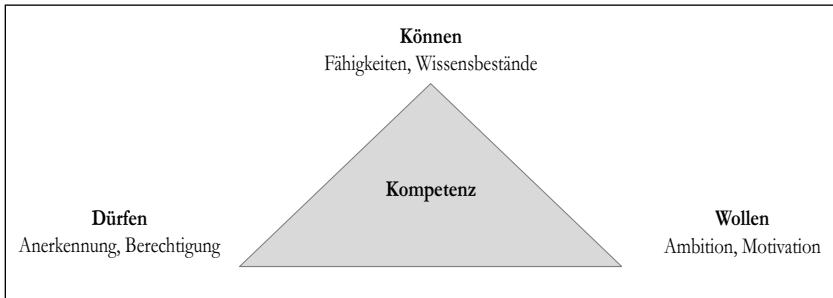 Können
Fähigkeiten, Wissensbestände
Kompetenz
Dürfen
Anerkennung, Berechtigung
Wollen
Ambition, Motivation